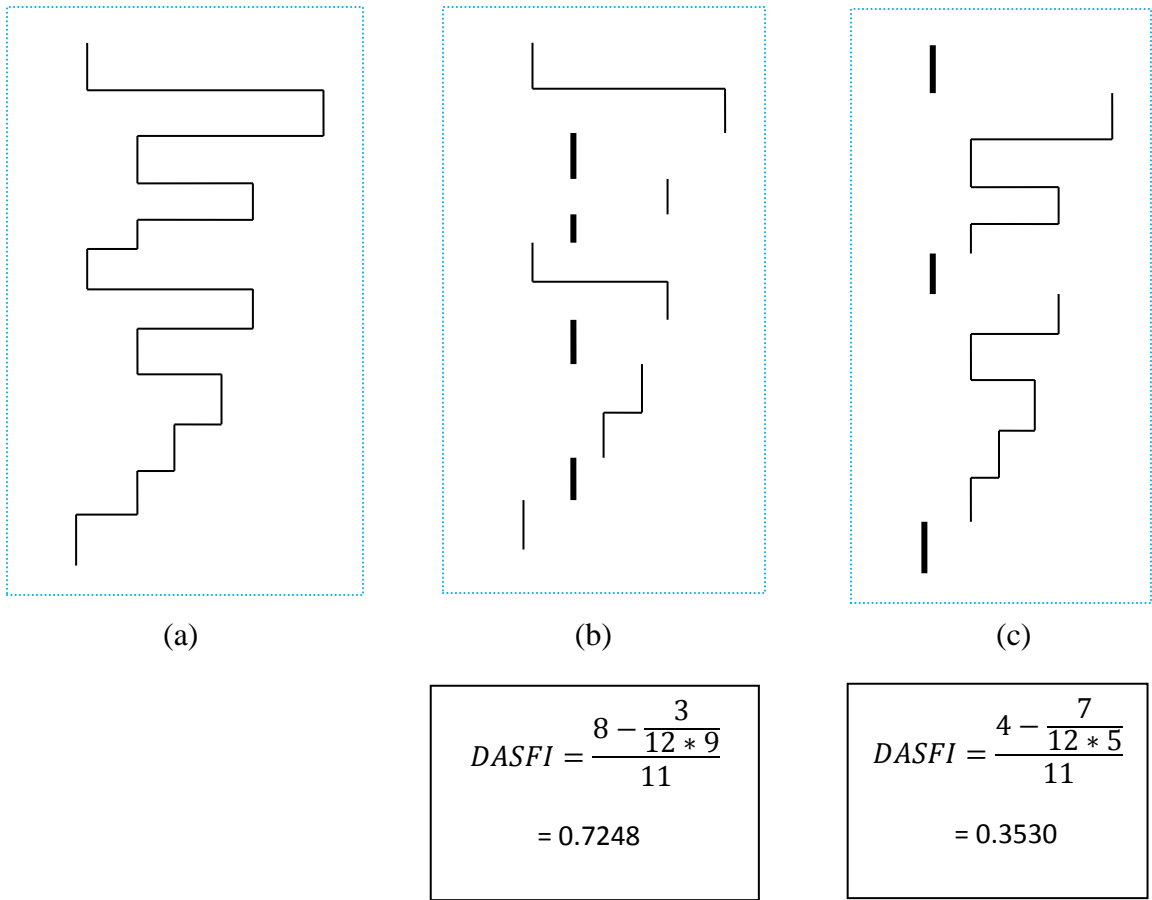 (a) (b) (c)
𝐷𝐴𝑆𝐹𝐼 = (8 − 3/(12 ∗ 9))/11
= 0.7248
𝐷𝐴𝑆𝐹𝐼 = (4 − 7/(12 ∗ 5))/11
= 0.3530